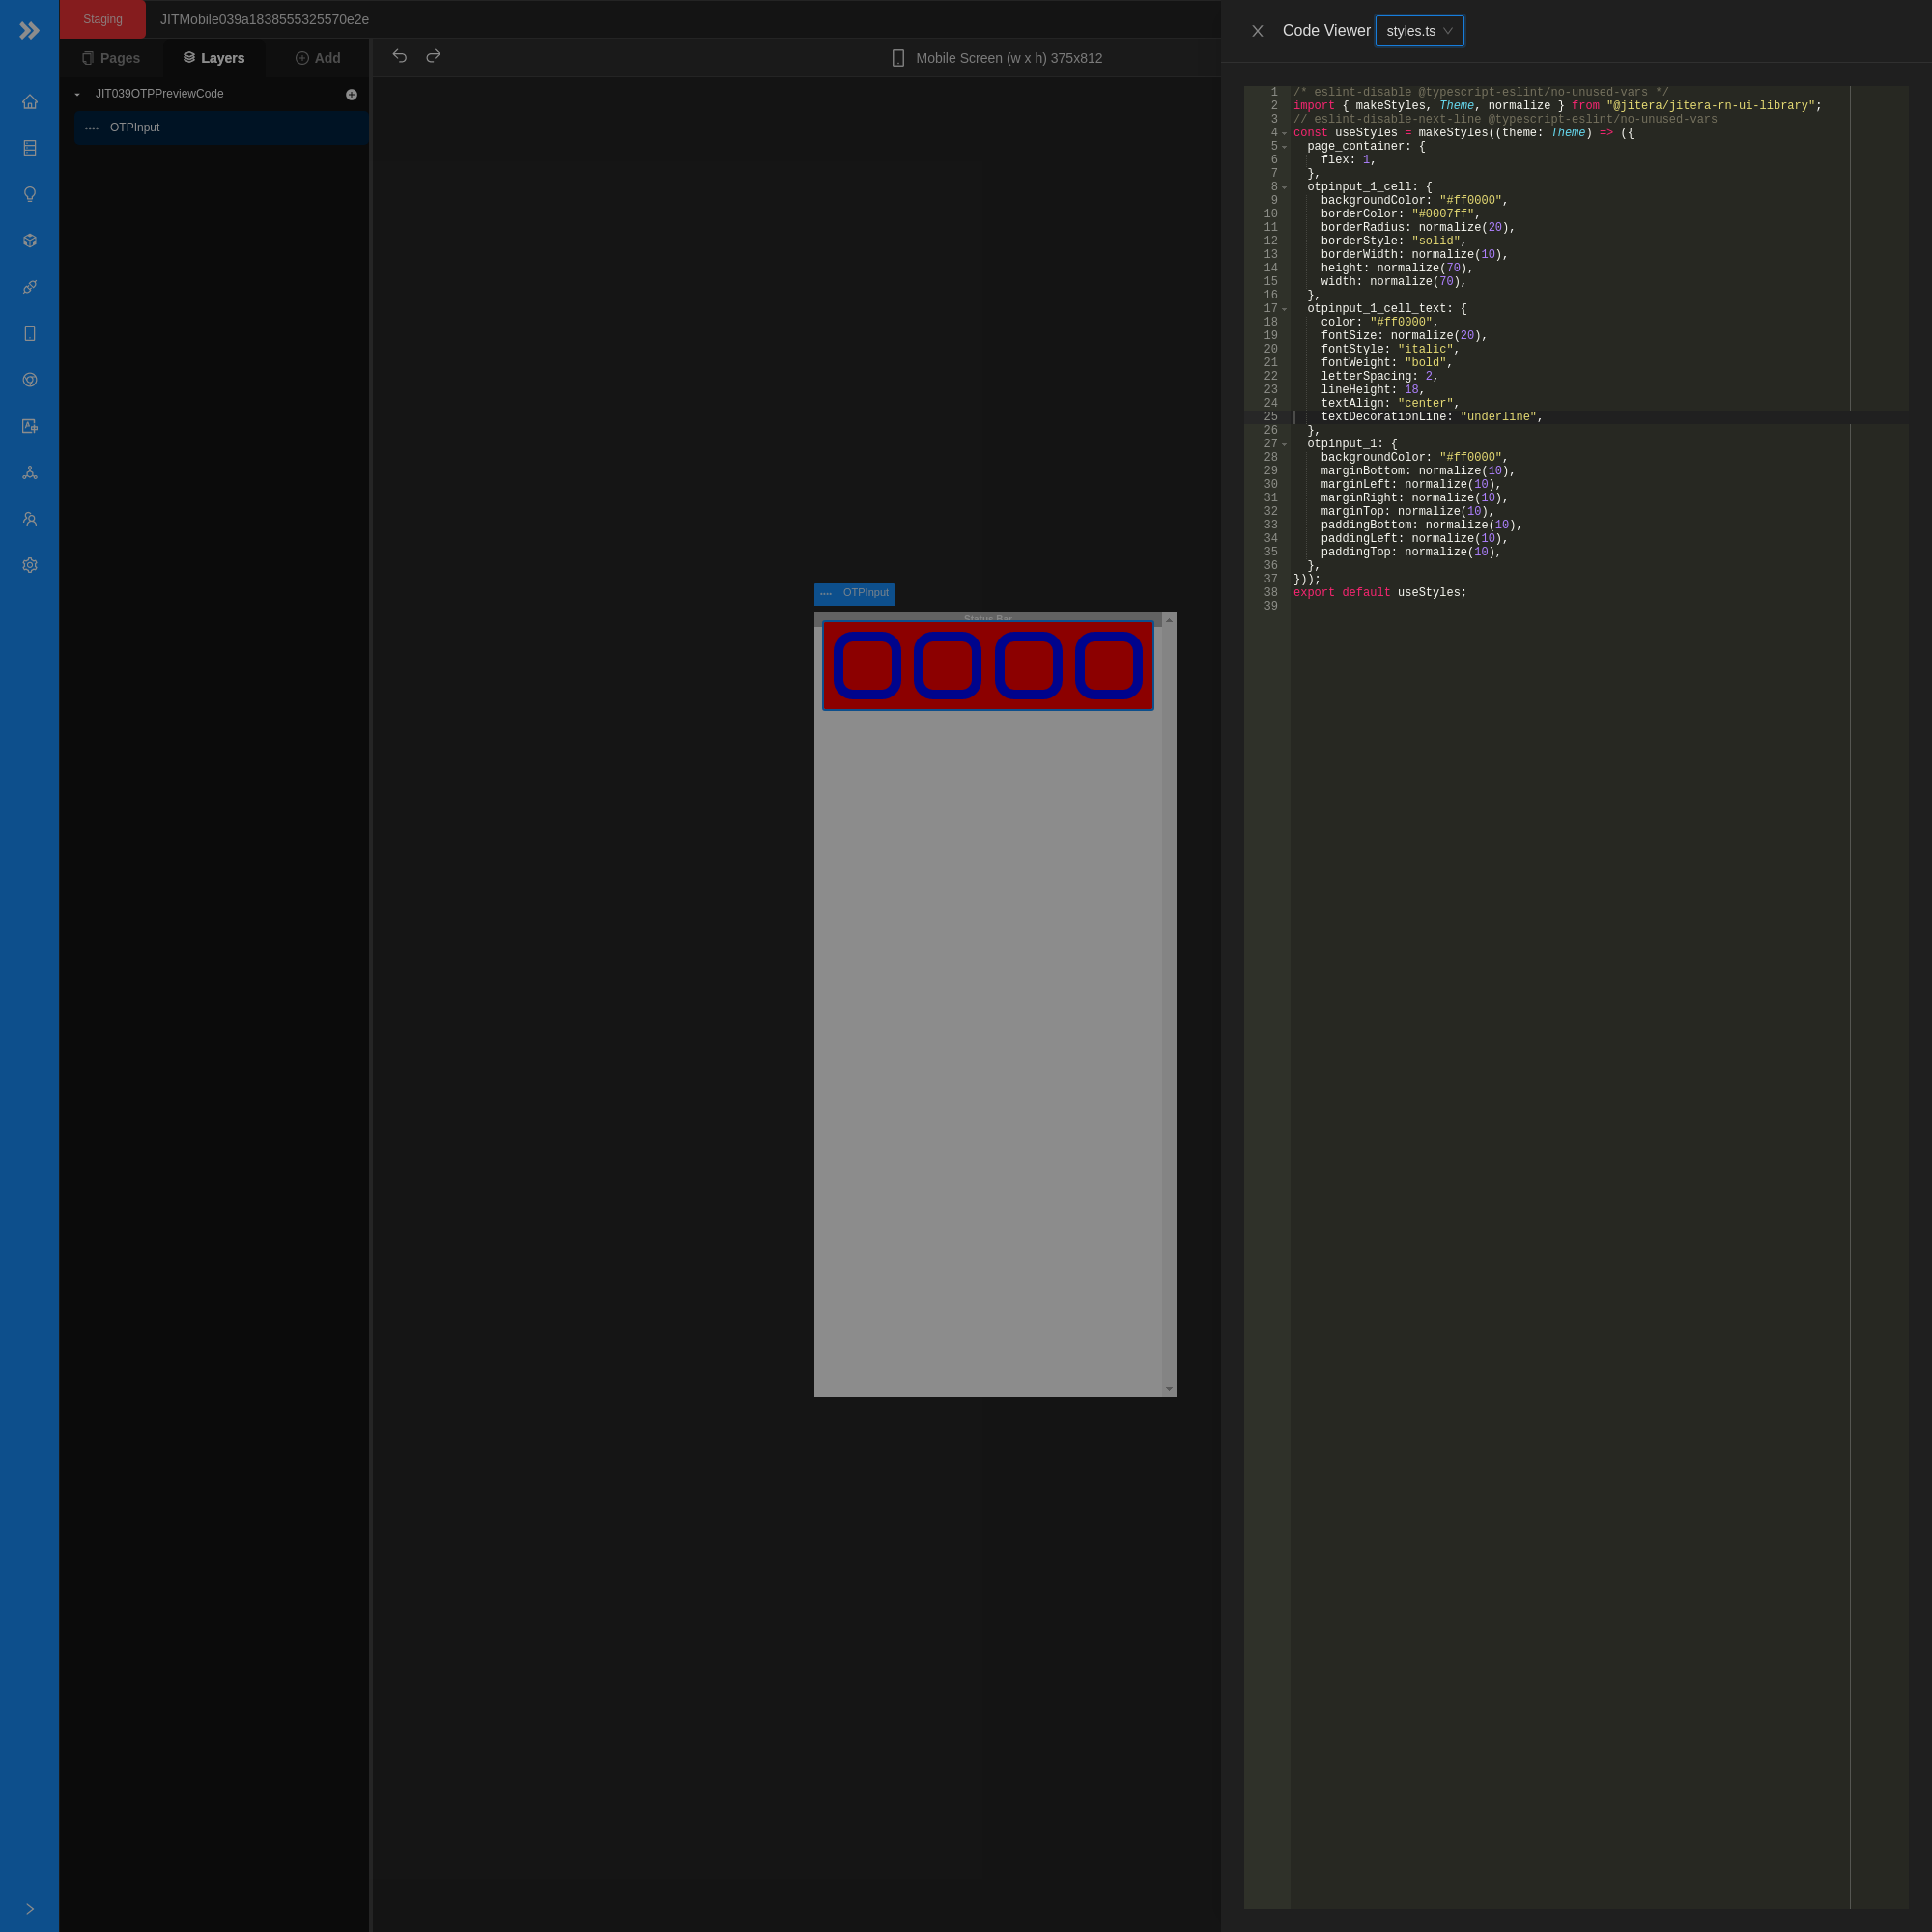 Staging
JITMobile039a1838555325570e2e
Pages
Layers
Add
Mobile Screen (w x h) 375x812
JIT039OTPPreviewCode
OTPInput
OTPInput
Status Bar
Code Viewer
styles.ts
1 /* eslint-disable @typescript-eslint/no-unused-vars */
2 import { makeStyles, Theme, normalize } from "@jitera/jitera-rn-ui-library";
3 // eslint-disable-next-line @typescript-eslint/no-unused-vars
4 const useStyles = makeStyles((theme: Theme) => ({
5 page_container: {
6 flex: 1,
7 },
8 otpinput_1_cell: {
9 backgroundColor: "#ff0000",
10 borderColor: "#0007ff",
11 borderRadius: normalize(20),
12 borderStyle: "solid",
13 borderWidth: normalize(10),
14 height: normalize(70),
15 width: normalize(70),
16 },
17 otpinput_1_cell_text: {
18 color: "#ff0000",
19 fontSize: normalize(20),
20 fontStyle: "italic",
21 fontWeight: "bold",
22 letterSpacing: 2,
23 lineHeight: 18,
24 textAlign: "center",
25 textDecorationLine: "underline",
26 },
27 otpinput_1: {
28 backgroundColor: "#ff0000",
29 marginBottom: normalize(10),
30 marginLeft: normalize(10),
31 marginRight: normalize(10),
32 marginTop: normalize(10),
33 paddingBottom: normalize(10),
34 paddingLeft: normalize(10),
35 paddingTop: normalize(10),
36 },
37 }));
38 export default useStyles;
39